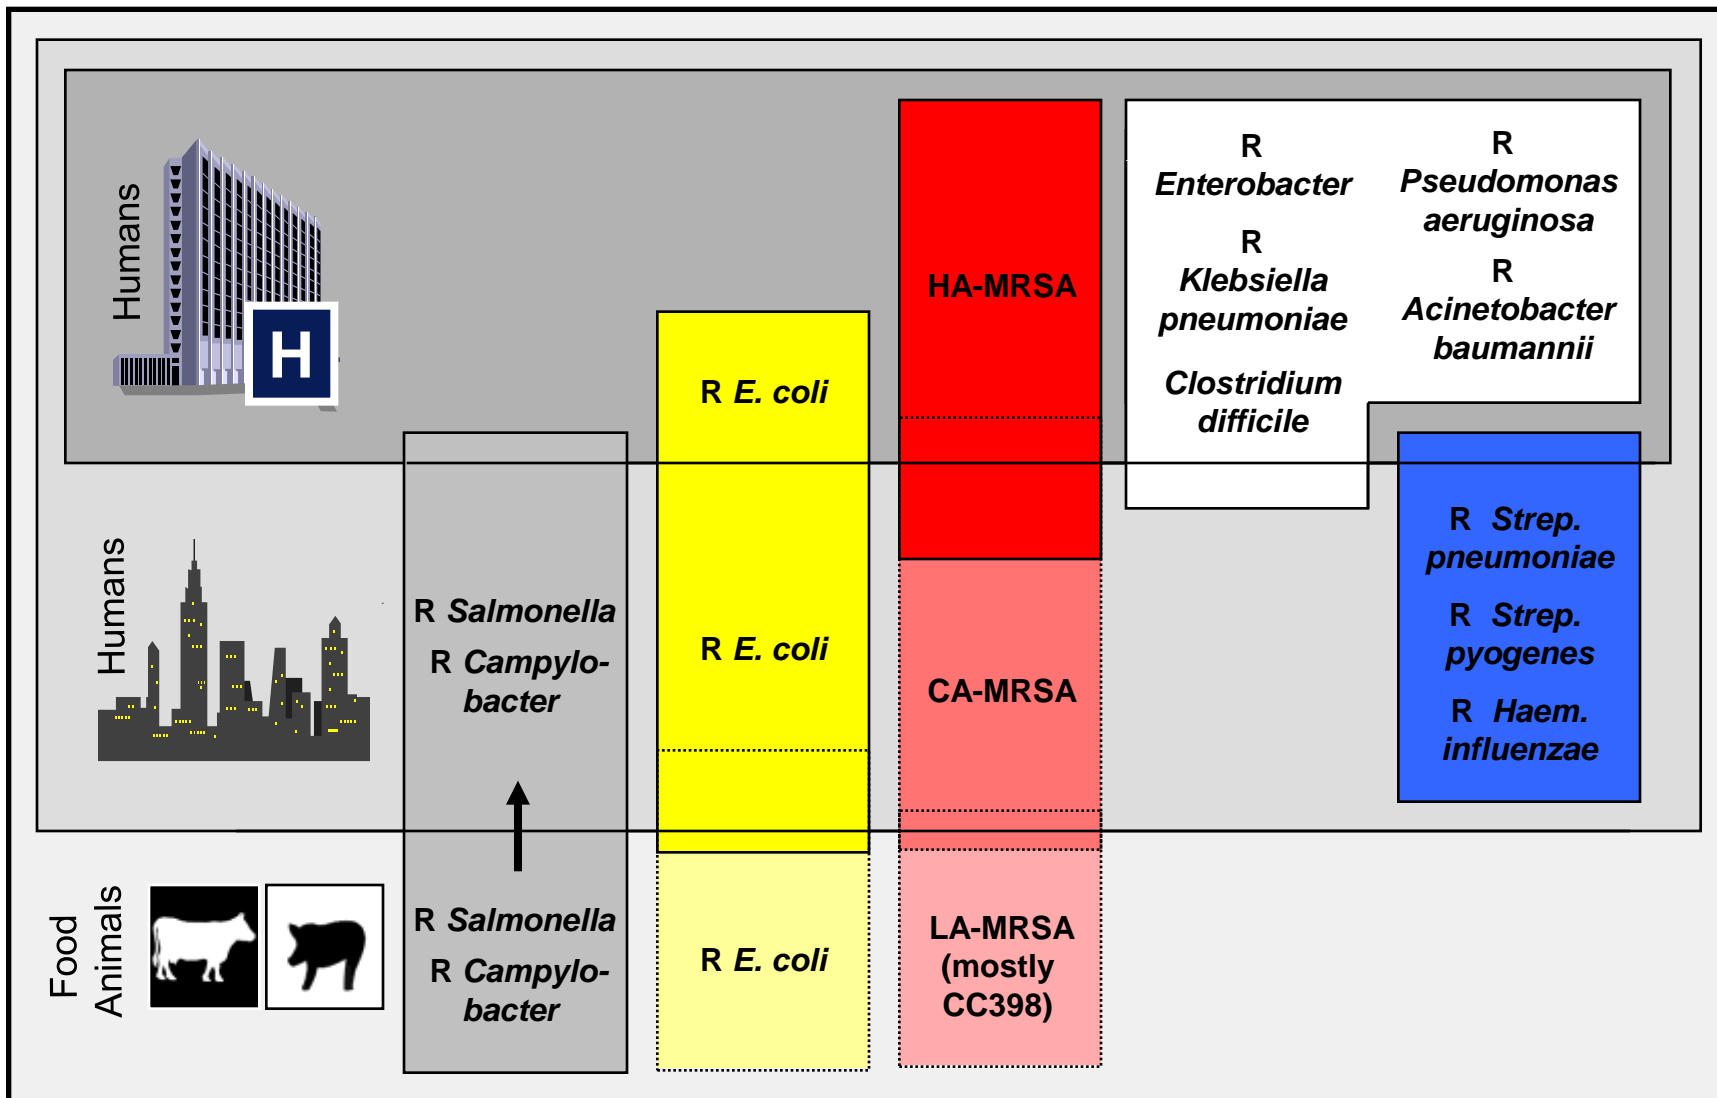 Humans
H
R E. coli
HA-MRSA
R
Enterobacter
R
Klebsiella
pneumoniae
Clostridium
difficile
R
Pseudomonas
aeruginosa
R
Acinetobacter
baumannii
Humans
R Salmonella
R Campylo-
bacter
R E. coli
CA-MRSA
R Strep.
pneumoniae
R Strep.
pyogenes
R Haem.
influenzae
Food
Animals
R Salmonella
R Campylo-
bacter
R E. coli
LA-MRSA
(mostly
CC398)